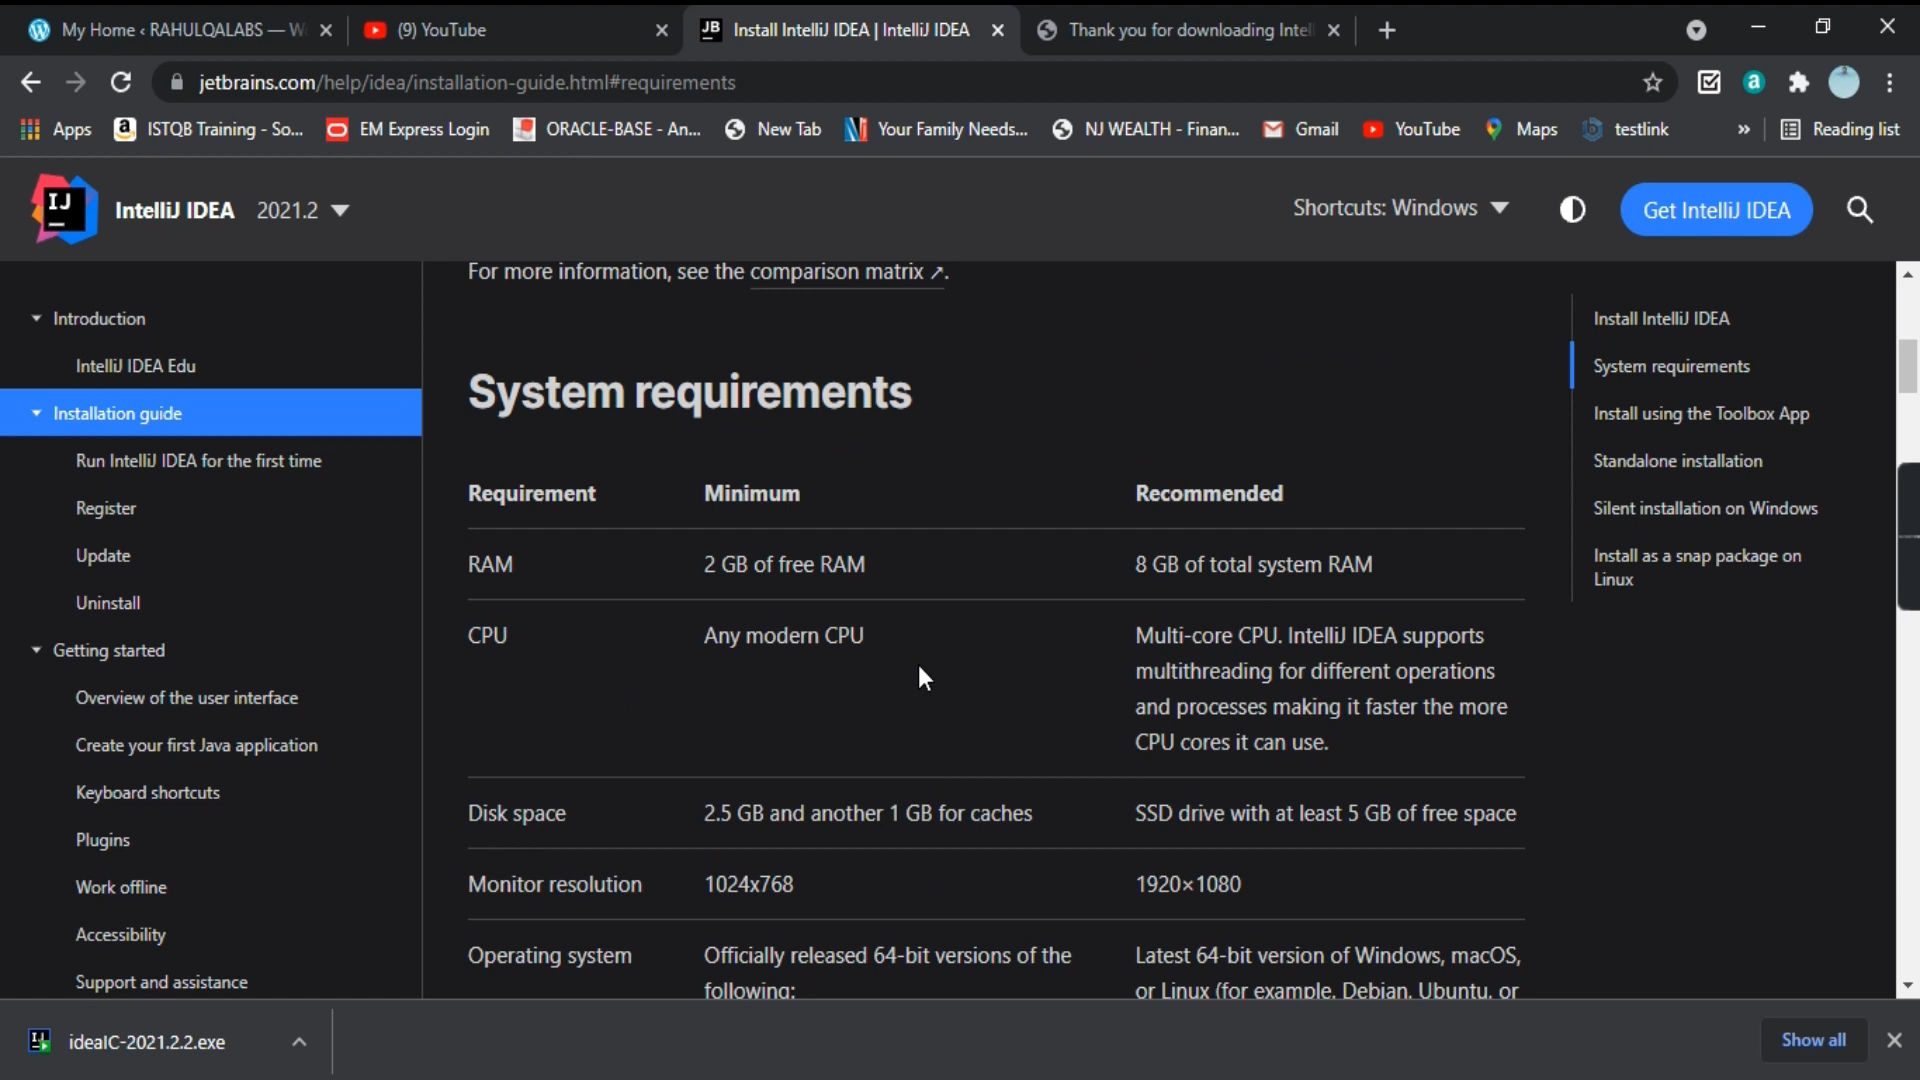 My Home ‹ RAHULQALABS — W
(9) YouTube
Install IntelliJ IDEA | IntelliJ IDEA
Thank you for downloading Intel
jetbrains.com/help/idea/installation-guide.html#requirements
Apps
ISTQB Training - So...
EM Express Login
ORACLE-BASE - An...
New Tab
Your Family Needs...
NJ WEALTH - Finan...
Gmail
YouTube
Maps
testlink
»
Reading list
IntelliJ IDEA 2021.2
Shortcuts: Windows
Get IntelliJ IDEA
Introduction
IntelliJ IDEA Edu
Installation guide
Run IntelliJ IDEA for the first time
Register
Update
Uninstall
Getting started
Overview of the user interface
Create your first Java application
Keyboard shortcuts
Plugins
Work offline
Accessibility
Support and assistance
For more information, see the comparison matrix ↗.
System requirements
Requirement Minimum Recommended
RAM 2 GB of free RAM 8 GB of total system RAM
CPU Any modern CPU Multi-core CPU. IntelliJ IDEA supports
multithreading for different operations
and processes making it faster the more
CPU cores it can use.
Disk space 2.5 GB and another 1 GB for caches SSD drive with at least 5 GB of free space
Monitor resolution 1024x768 1920×1080
Operating system Officially released 64-bit versions of the Latest 64-bit version of Windows, macOS,
following: or Linux (for example, Debian, Ubuntu, or
Install IntelliJ IDEA
System requirements
Install using the Toolbox App
Standalone installation
Silent installation on Windows
Install as a snap package on
Linux
ideaIC-2021.2.2.exe
Show all